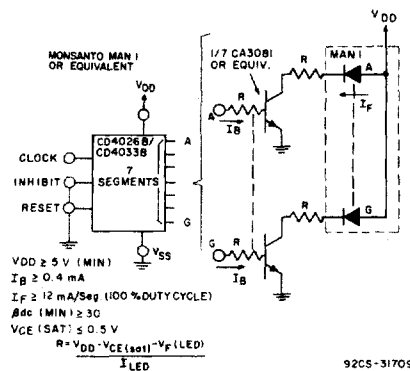 MONSANTO MAN I
OR EQUIVALENT
VDD
CD4026B/
CD4033B
7
SEGMENTS
A
G
CLOCK
INHIBIT
RESET
VSS
1/7 CA3081
OR EQUIV.
A
R
IB
R
VDD
MAN I
A
IF
G
R
IB
R
G
VDD ≥ 5 V (MIN)
IB ≥ 0.4 mA
IF ≥ 12 mA/Seg. (100 % DUTY CYCLE)
βdc (MIN) ≥ 30
VCE (SAT) ≤ 0.5 V
R= VDD - VCE(sat) - VF (LED)
ILED
92CS-31709